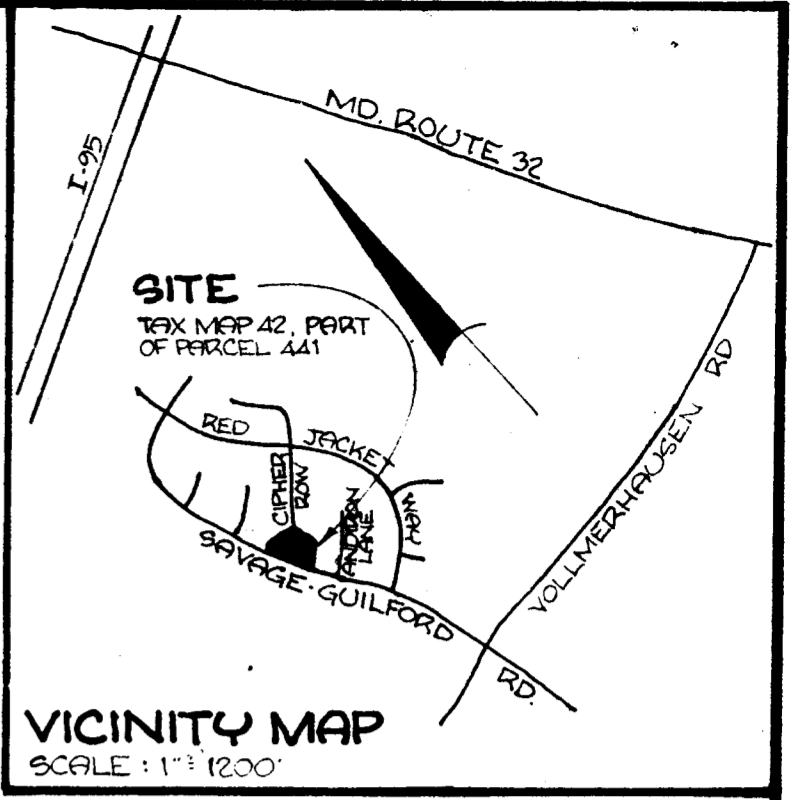 MD. ROUTE 32
I-95
SITE
TAX MAP 42, PART
OF PARCEL 441
VOLLMERHAUSEN RD
RED JACKET WAY
CIPHER
ROW
LANE
SAVAGE·GUILFORD RD.
VICINITY MAP
SCALE : 1" = 1200'